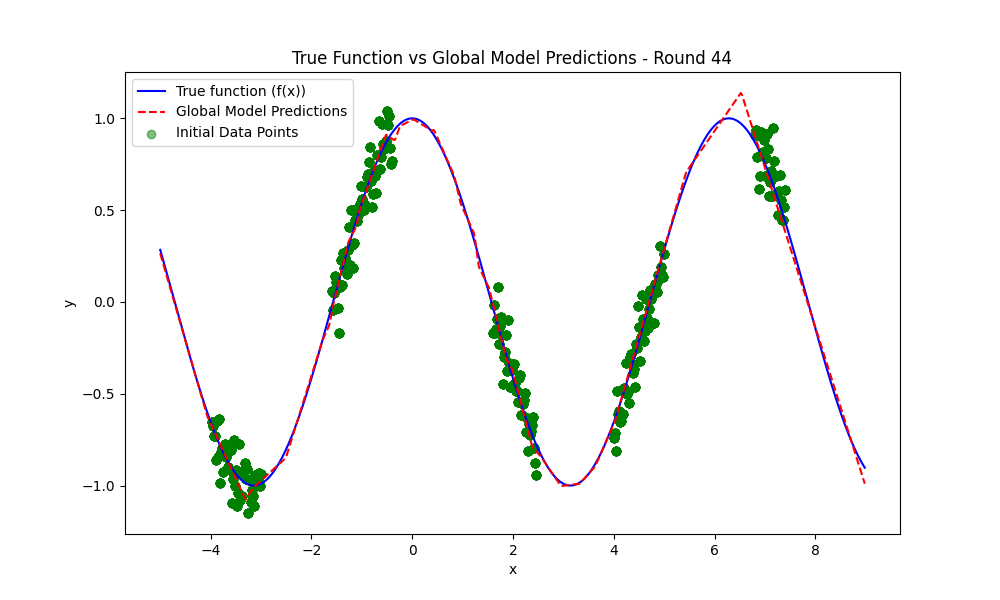 True Function vs Global Model Predictions - Round 44
True function (f(x))
Global Model Predictions
Initial Data Points
1.0
0.5
0.0
−0.5
−1.0
y
−4
−2
0
2
4
6
8
x